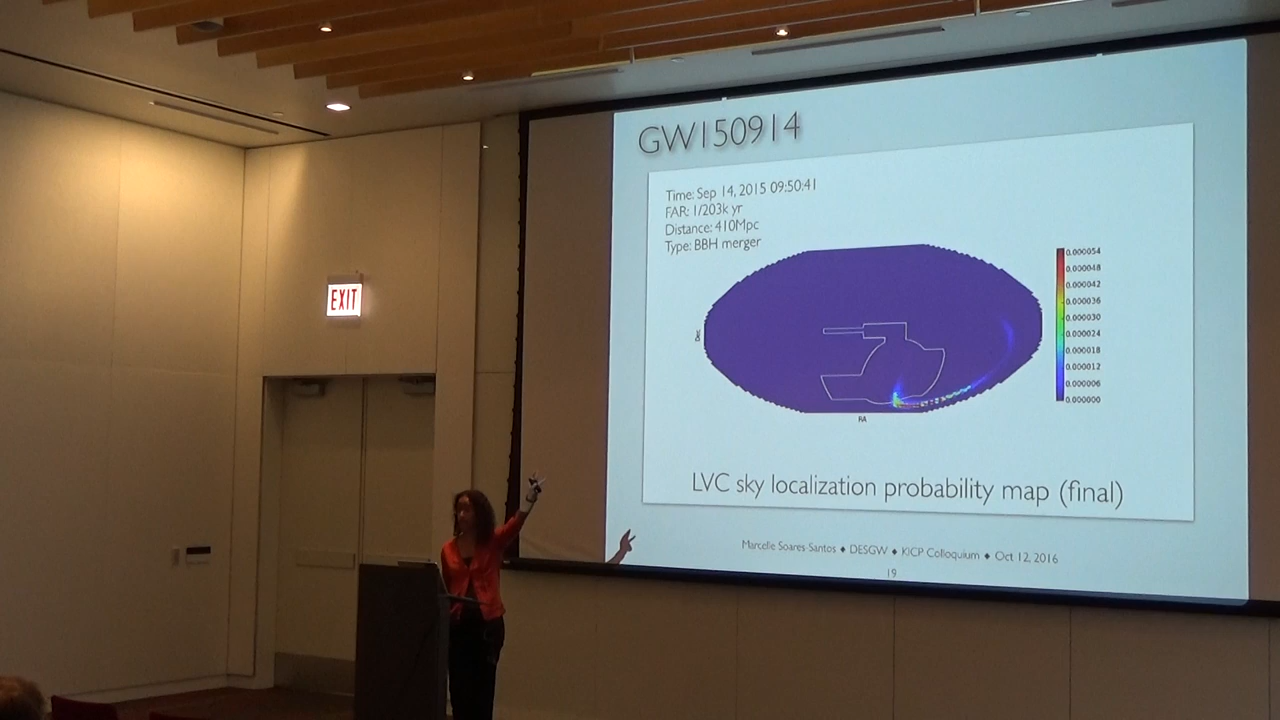 GW150914
Time: Sep 14, 2015 09:50:41
FAR: 1/203k yr
Distance: 410Mpc
Type: BBH merger
0.000054
0.000048
0.000042
0.000036
0.000030
0.000024
0.000018
0.000012
0.000006
0.000000
Dec
RA
EXIT
LVC sky localization probability map (final)
Marcelle Soares-Santos ♦ DESGW ♦ KICP Colloquium ♦ Oct 12, 2016
19